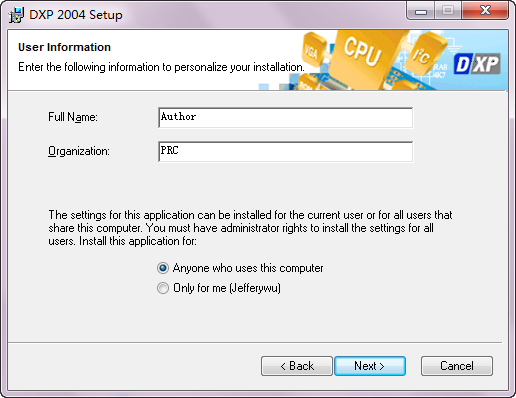 DXP 2004 Setup
User Information
Enter the following information to personalize your installation.
VGA
CPU
I²C
DXP
Full Name:
Author
Organization:
PRC
The settings for this application can be installed for the current user or for all users that
share this computer. You must have administrator rights to install the settings for all
users. Install this application for:
Anyone who uses this computer
Only for me (Jefferywu)
< Back
Next >
Cancel